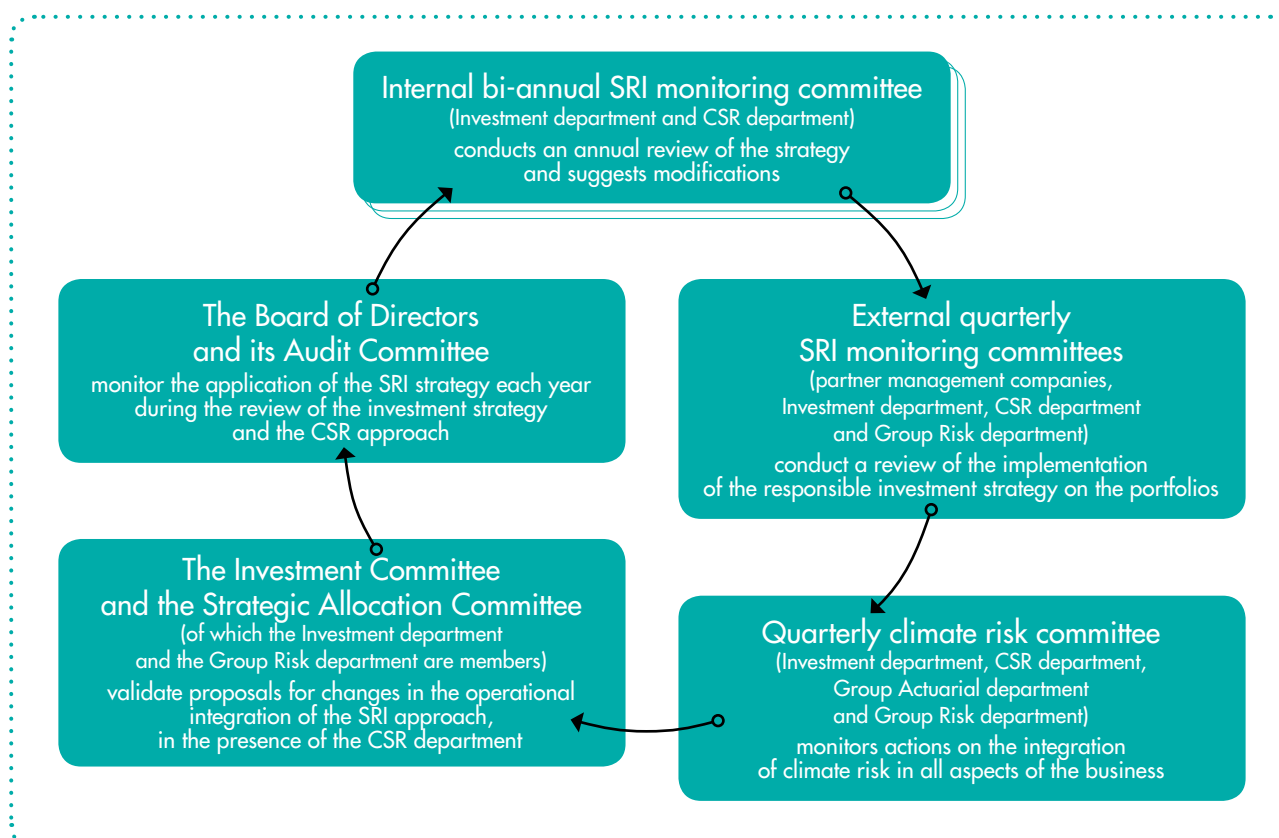 Internal bi-annual SRI monitoring committee
(Investment department and CSR department)
conducts an annual review of the strategy
and suggests modifications
The Board of Directors
and its Audit Committee
monitor the application of the SRI strategy each year
during the review of the investment strategy
and the CSR approach
External quarterly
SRI monitoring committees
(partner management companies,
Investment department, CSR department
and Group Risk department)
conduct a review of the implementation
of the responsible investment strategy on the portfolios
The Investment Committee
and the Strategic Allocation Committee
(of which the Investment department
and the Group Risk department are members)
validate proposals for changes in the operational
integration of the SRI approach,
in the presence of the CSR department
Quarterly climate risk committee
(Investment department, CSR department,
Group Actuarial department
and Group Risk department)
monitors actions on the integration
of climate risk in all aspects of the business